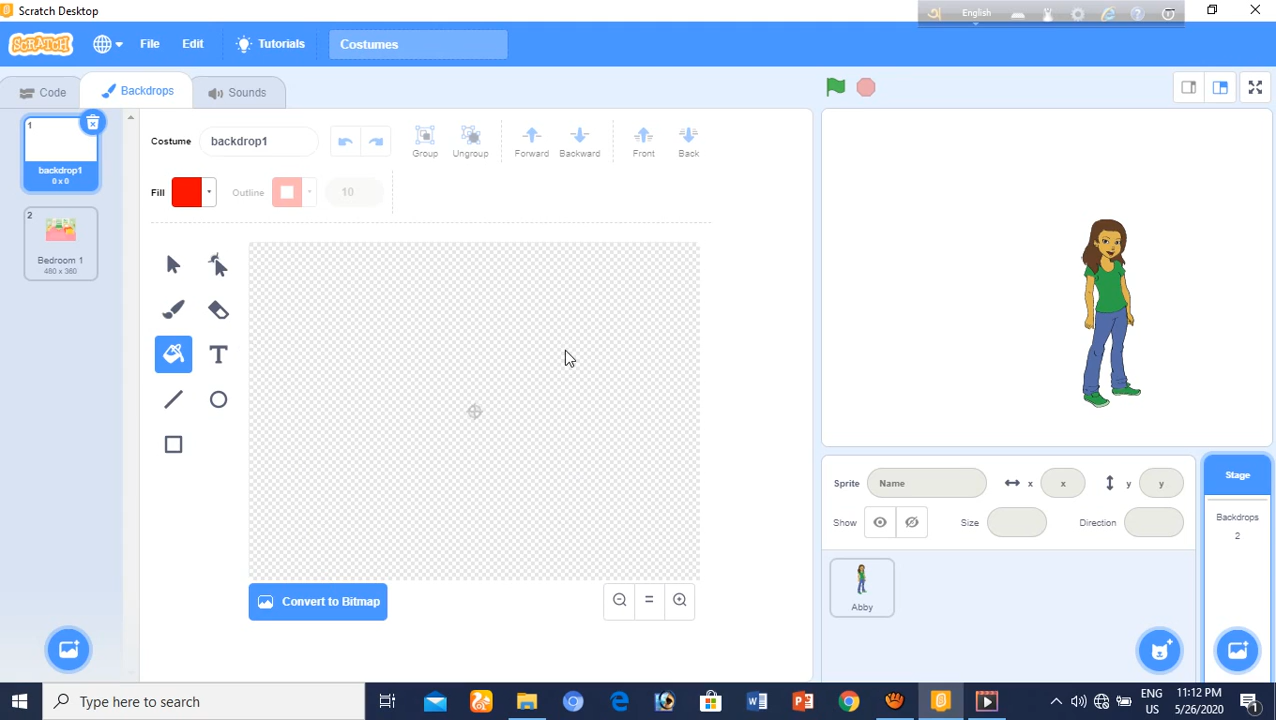 Scratch Desktop
English
SCRATCH
File
Edit
Tutorials
Costumes
Code
Backdrops
Sounds
1
backdrop1
0 x 0
2
Bedroom 1
480 x 360
Costume
backdrop1
Group
Ungroup
Forward
Backward
Front
Back
Fill
Outline
10
T
Convert to Bitmap
Sprite
Name
x
x
y
y
Show
Size
Direction
Abby
Stage
Backdrops
2
Type here to search
ENG
US
11:12 PM
5/26/2020
1